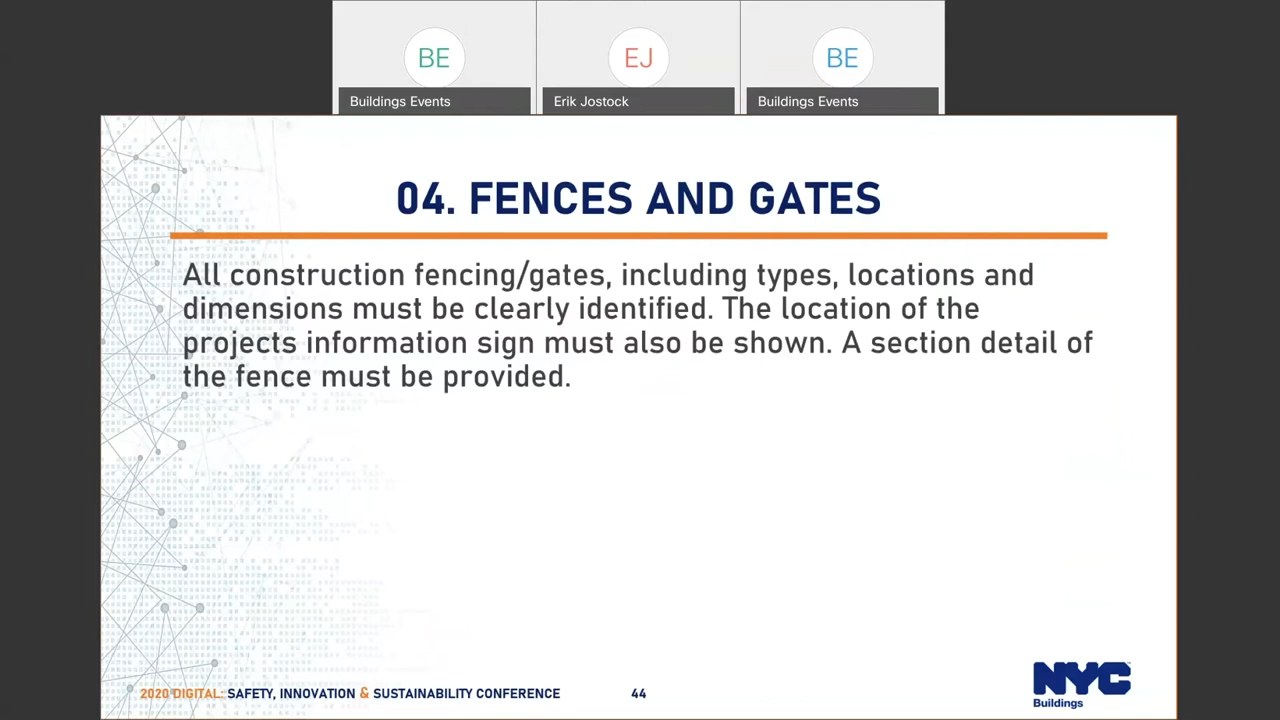 BE
EJ
BE
Buildings Events
Erik Jostock
Buildings Events
04. FENCES AND GATES
All construction fencing/gates, including types, locations and
dimensions must be clearly identified. The location of the
projects information sign must also be shown. A section detail of
the fence must be provided.
2020 DIGITAL: SAFETY, INNOVATION & SUSTAINABILITY CONFERENCE
44
NYC
Buildings